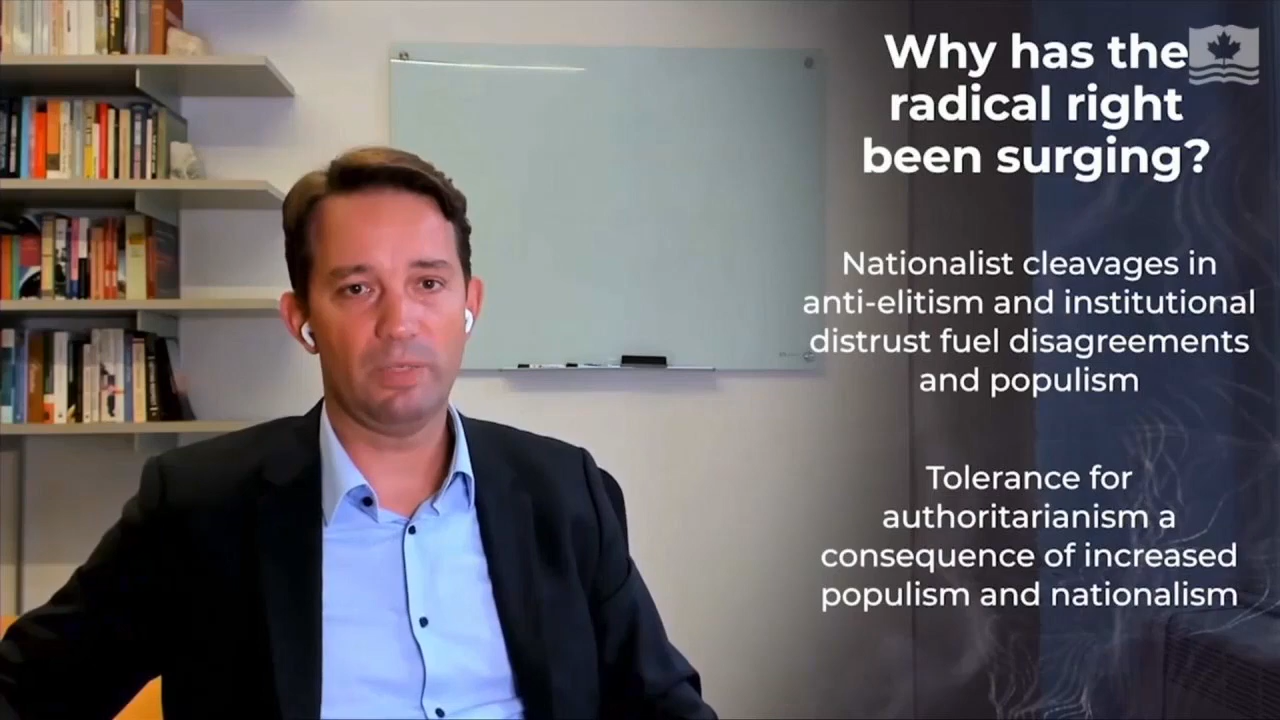 Why has the
radical right
been surging?
Nationalist cleavages in
anti-elitism and institutional
distrust fuel disagreements
and populism
Tolerance for
authoritarianism a
consequence of increased
populism and nationalism